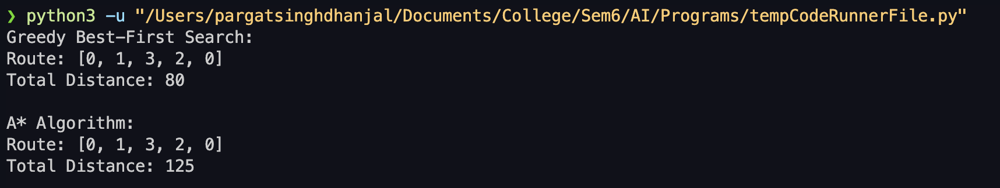 ❯ python3 -u "/Users/pargatsinghdhanjal/Documents/College/Sem6/AI/Programs/tempCodeRunnerFile.py"
Greedy Best-First Search:
Route: [0, 1, 3, 2, 0]
Total Distance: 80

A* Algorithm:
Route: [0, 1, 3, 2, 0]
Total Distance: 125